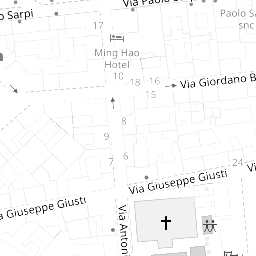 Via Paolo
Sarpi
Paolo Sa
snc
17
Ming Hao
Hotel
10
18
16
15
Via Giordano B
8
9
7
6
24
Via Giuseppe Giusti
Via Giuseppe Giusti
Via Anton